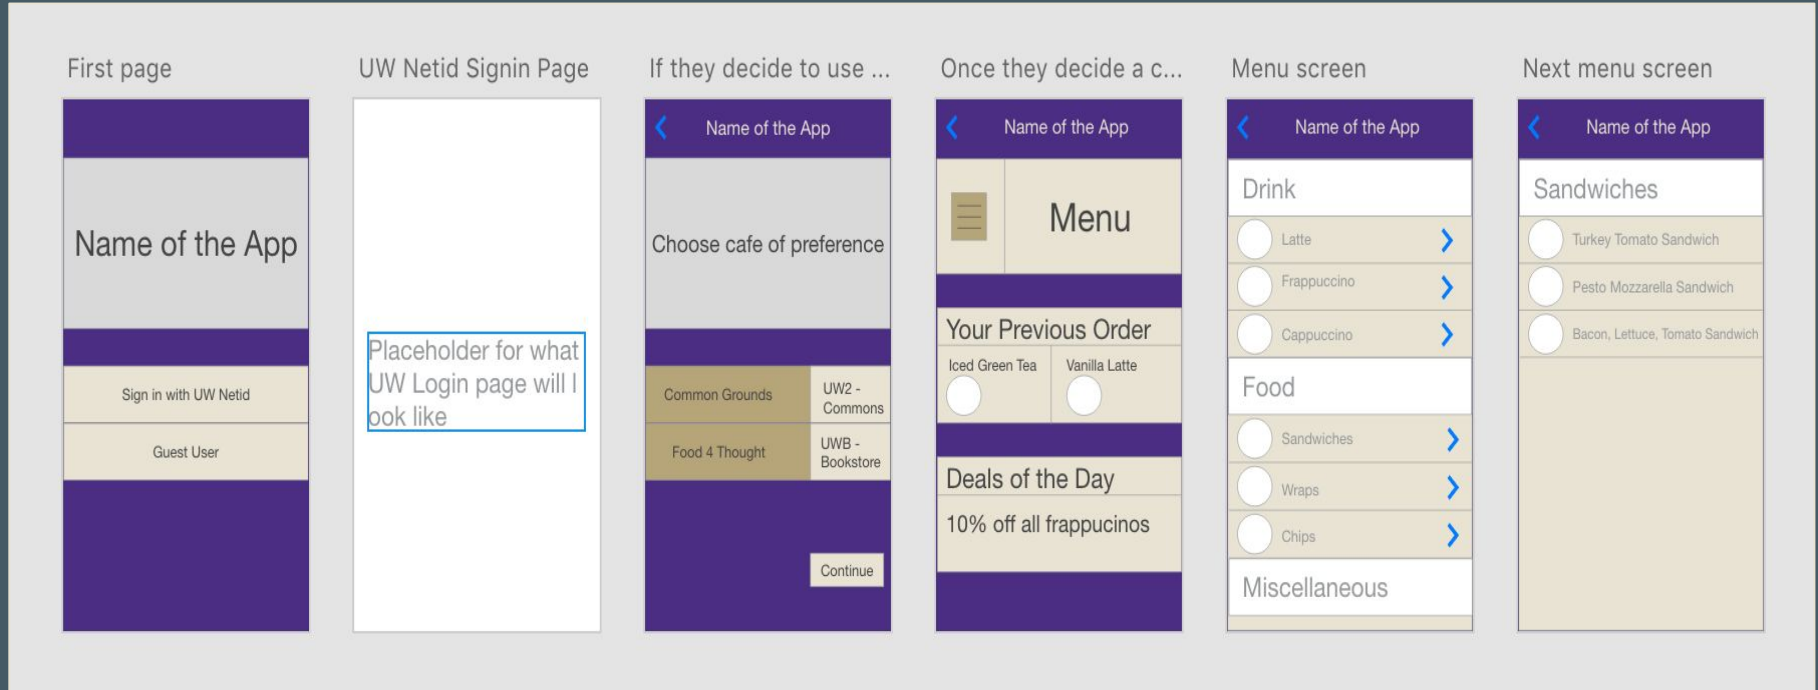 First page
UW Netid Signin Page
If they decide to use ...
Once they decide a c...
Menu screen
Next menu screen
Name of the App
Sign in with UW Netid
Guest User
Placeholder for what
UW Login page will l
ook like
Name of the App
Choose cafe of preference
Common Grounds
UW2 -
Commons
Food 4 Thought
UWB -
Bookstore
Continue
Name of the App
Menu
Your Previous Order
Iced Green Tea
Vanilla Latte
Deals of the Day
10% off all frappucinos
Name of the App
Drink
Latte
Frappuccino
Cappuccino
Food
Sandwiches
Wraps
Chips
Miscellaneous
Name of the App
Sandwiches
Turkey Tomato Sandwich
Pesto Mozzarella Sandwich
Bacon, Lettuce, Tomato Sandwich